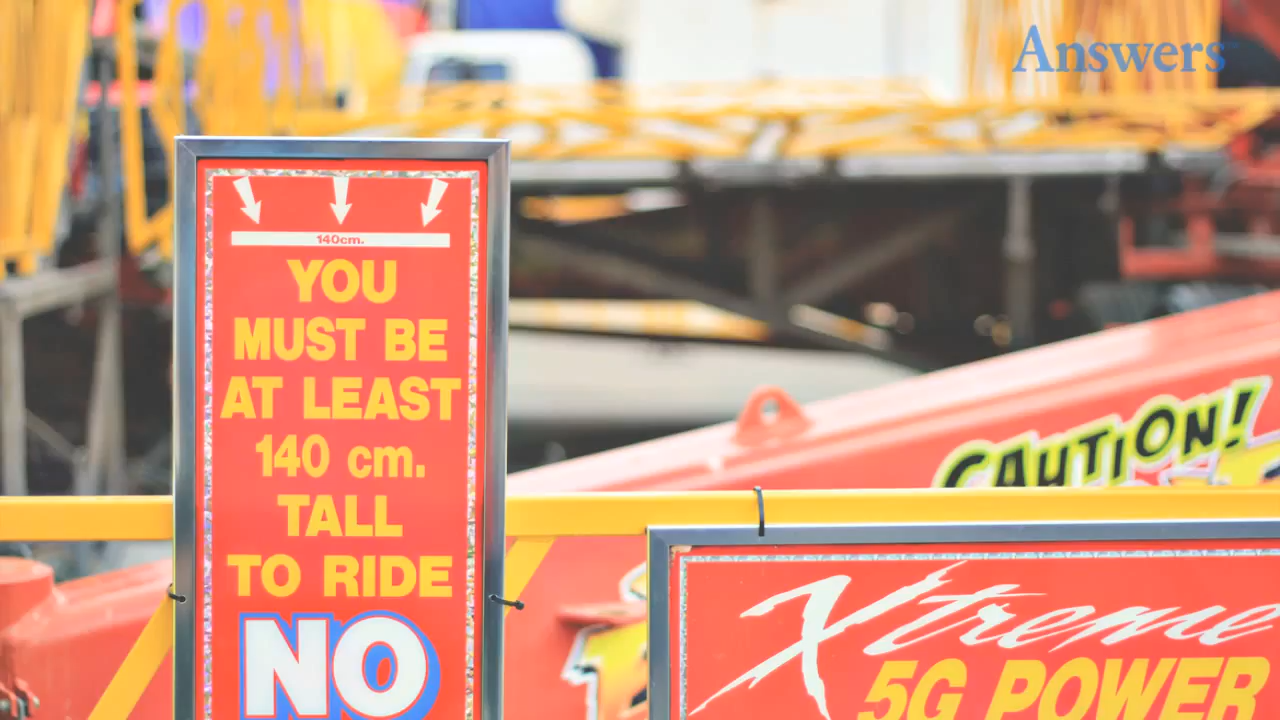 Answers
140cm.
YOU
MUST BE
AT LEAST
140 cm.
TALL
TO RIDE
NO
CAUTION!
Xtreme
5G POWER